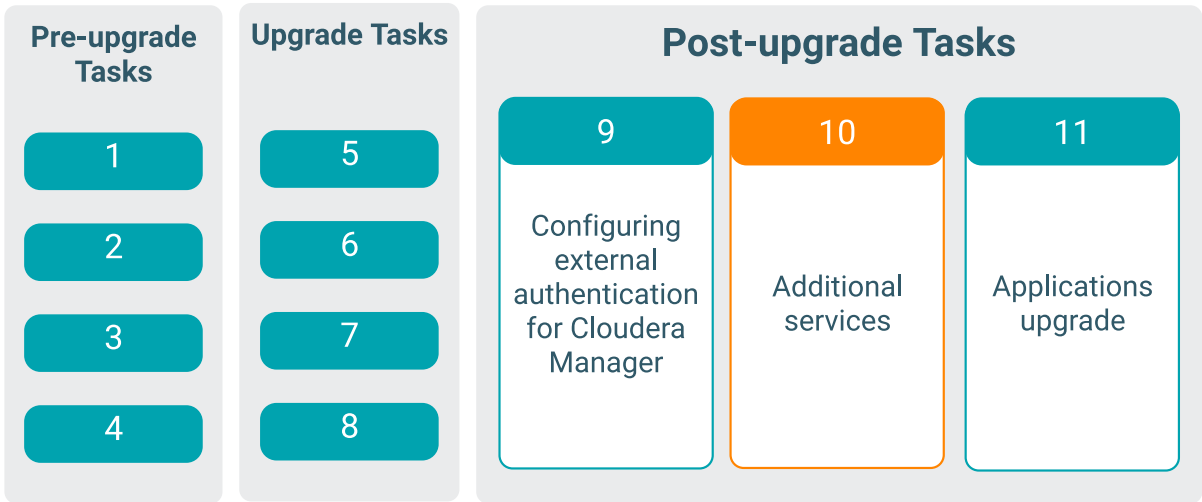 Pre-upgrade
Tasks
1
2
3
4
Upgrade Tasks
5
6
7
8
Post-upgrade Tasks
9
Configuring
external
authentication
for Cloudera
Manager
10
Additional
services
11
Applications
upgrade